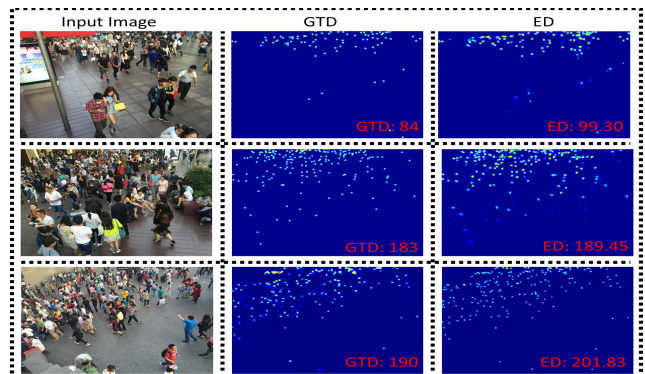 Input Image GTD ED
GTD: 84 ED: 99.30
GTD: 183 ED: 189.45
GTD: 190 ED: 201.83